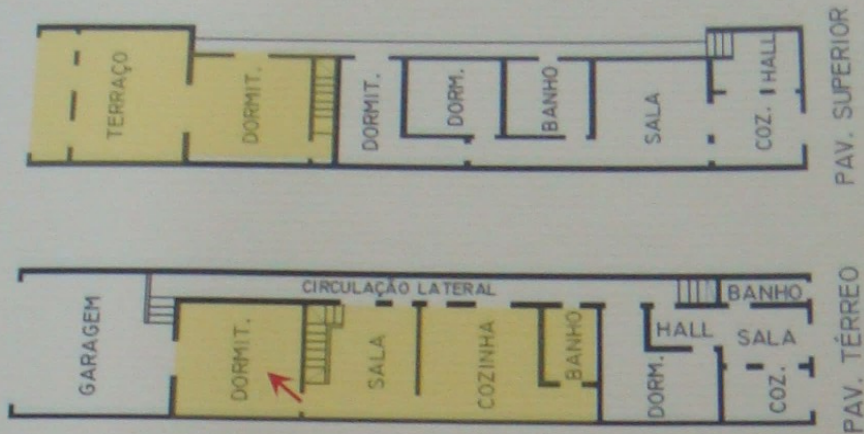 TERRAÇO
DORMIT.
DORMIT.
DORM.
BANHO
SALA
COZ.
HALL
PAV. SUPERIOR
GARAGEM
CIRCULAÇÃO LATERAL
DORMIT.
SALA
COZINHA
BANHO
DORM.
HALL
BANHO
SALA
COZ.
PAV. TÉRREO